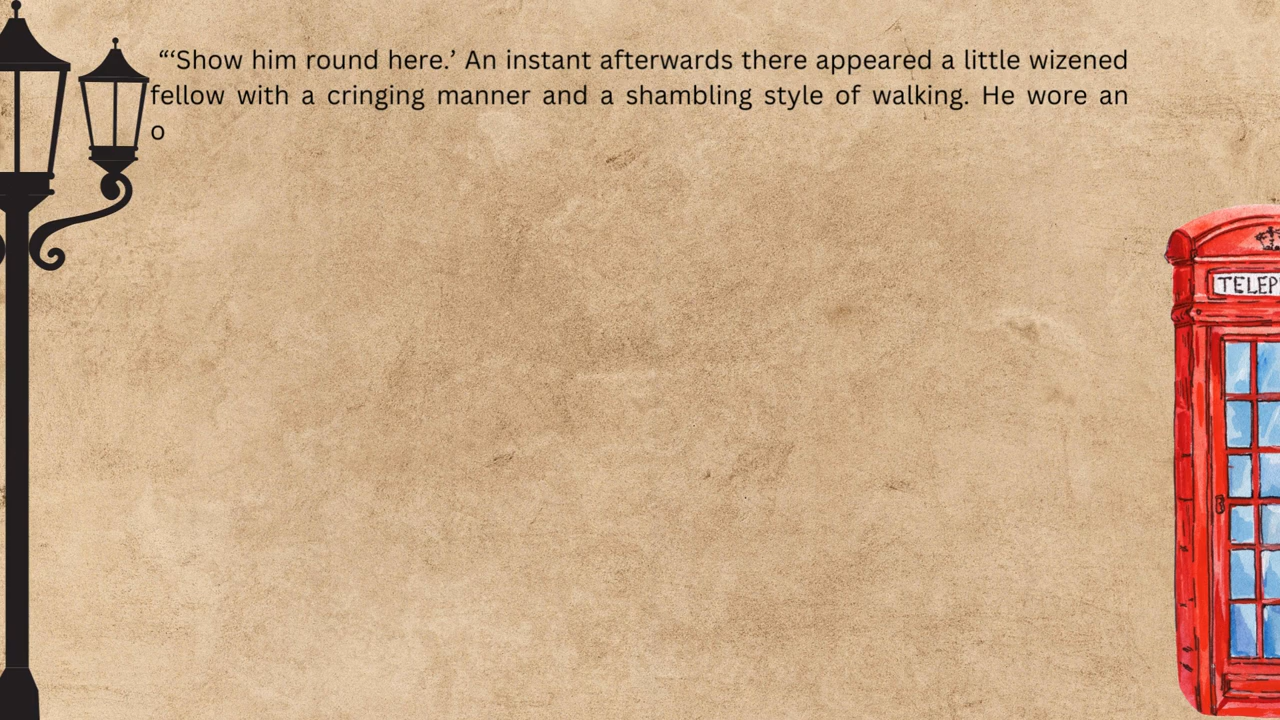 “‘Show him round here.’ An instant afterwards there appeared a little wizened
fellow with a cringing manner and a shambling style of walking. He wore an
o
TELEP